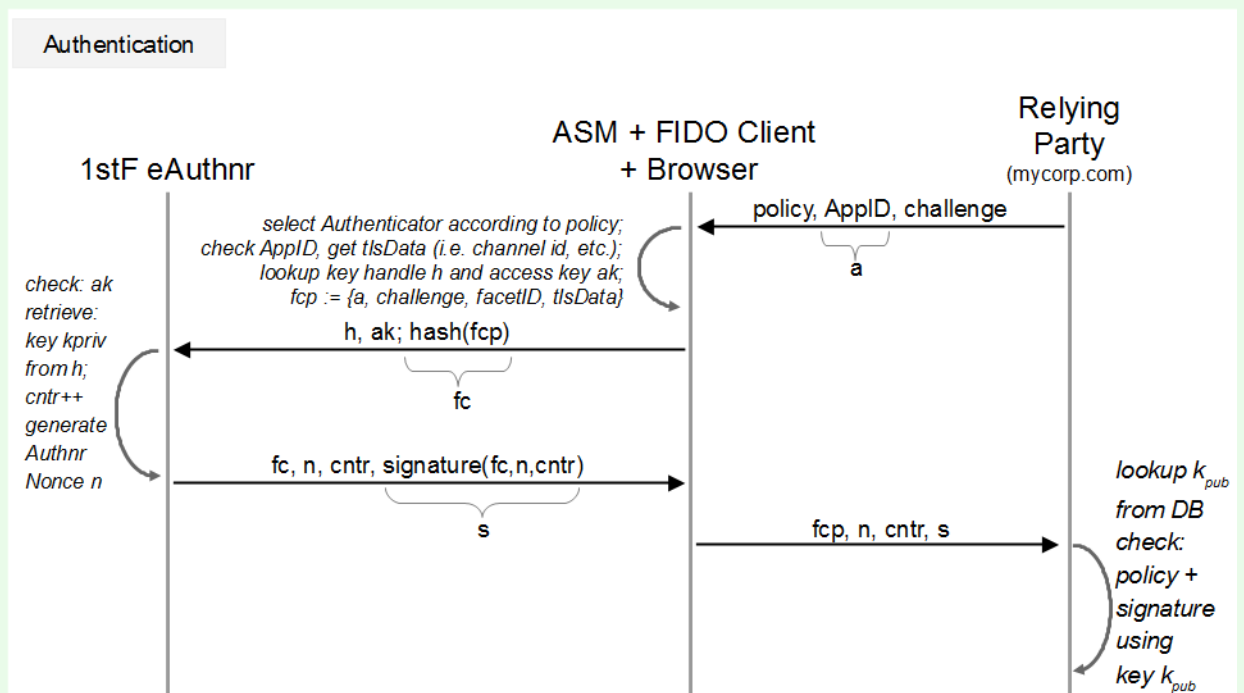 Authentication
Relying
Party
(mycorp.com)
ASM + FIDO Client
+ Browser
1stF eAuthnr
policy, AppID, challenge
a
select Authenticator according to policy;
check AppID, get tlsData (i.e. channel id, etc.);
lookup key handle h and access key ak;
fcp := {a, challenge, facetID, tlsData}
check: ak
retrieve:
key kpriv
from h;
cntr++
generate
Authnr
Nonce n
h, ak; hash(fcp)
fc
fc, n, cntr, signature(fc,n,cntr)
s
fcp, n, cntr, s
lookup k_pub
from DB
check:
policy +
signature
using
key k_pub